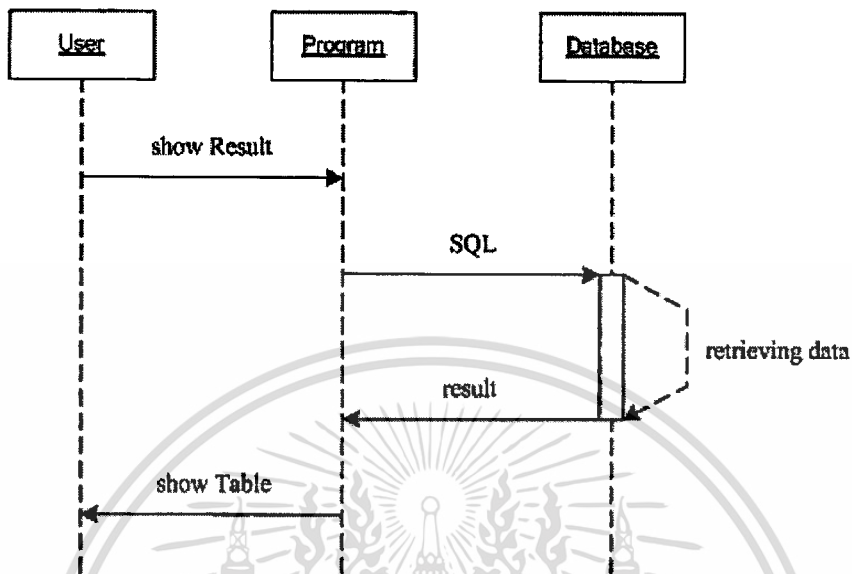 User
Program
Database
show Result
SQL
retrieving data
result
show Table